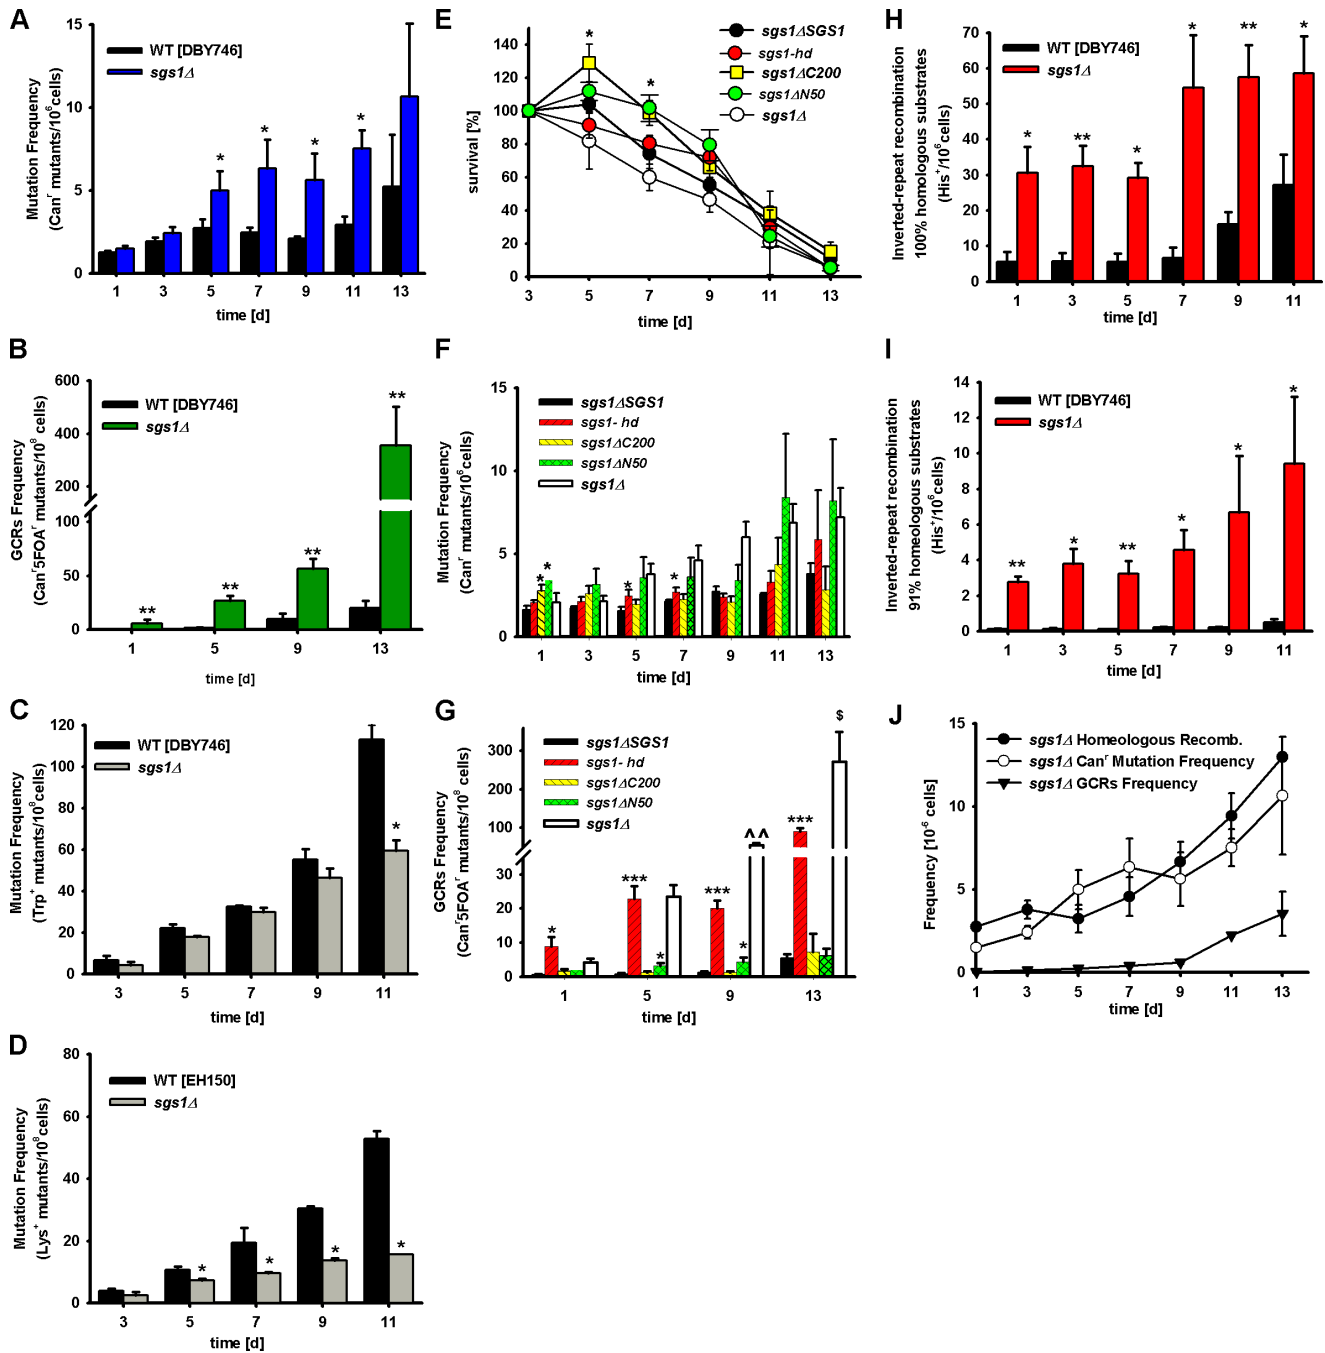 A
Mutation Frequency
(Canʳ mutants/10⁶cells)
15
10
5
0
WT [DBY746]
sgs1Δ
* * * *
1 3 5 7 9 11 13
time [d]
B
GCRs Frequency
(Canʳ5FOAʳ mutants/10⁸ cells)
600
400
200
100
50
0
WT [DBY746]
sgs1Δ
** ** ** **
1 5 9 13
time [d]
C
Mutation Frequency
(Trp⁺ mutants/10⁸cells)
120
100
80
60
40
20
0
WT [DBY746]
sgs1Δ
*
3 5 7 9 11
time [d]
D
Mutation Frequency
(Lys⁺ mutants/10⁸cells)
80
60
40
20
0
WT [EH150]
sgs1Δ
* * * *
3 5 7 9 11
time [d]
E
survival [%]
140
120
100
80
60
40
20
0
* *
sgs1ΔSGS1
sgs1-hd
sgs1ΔC200
sgs1ΔN50
sgs1Δ
3 5 7 9 11 13
time [d]
F
Mutation Frequency
(Canʳ mutants/10⁶cells)
15
10
5
0
sgs1ΔSGS1
sgs1- hd
sgs1ΔC200
sgs1ΔN50
sgs1Δ
* * * *
1 3 5 7 9 11 13
time [d]
G
GCRs Frequency
(Canʳ5FOAʳ mutants/10⁸ cells)
300
200
100
30
20
10
0
sgs1ΔSGS1
sgs1- hd
sgs1ΔC200
sgs1ΔN50
sgs1Δ
* *** * *** * ^^ *** $
1 5 9 13
time [d]
H
Inverted-repeat recombination
100% homologous substrates
(His⁺/10⁶cells)
70
60
50
40
30
20
10
0
WT [DBY746]
sgs1Δ
* ** * * ** *
1 3 5 7 9 11
time [d]
I
Inverted-repeat recombination
91% homeologous substrates
(His⁺/10⁶cells)
14
12
10
8
6
4
2
0
WT [DBY746]
sgs1Δ
** * ** * * *
1 3 5 7 9 11
time [d]
J
Frequency [10⁻⁶ cells]
15
10
5
0
sgs1Δ Homeologous Recomb.
sgs1Δ Canʳ Mutation Frequency
sgs1Δ GCRs Frequency
1 3 5 7 9 11 13
time [d]